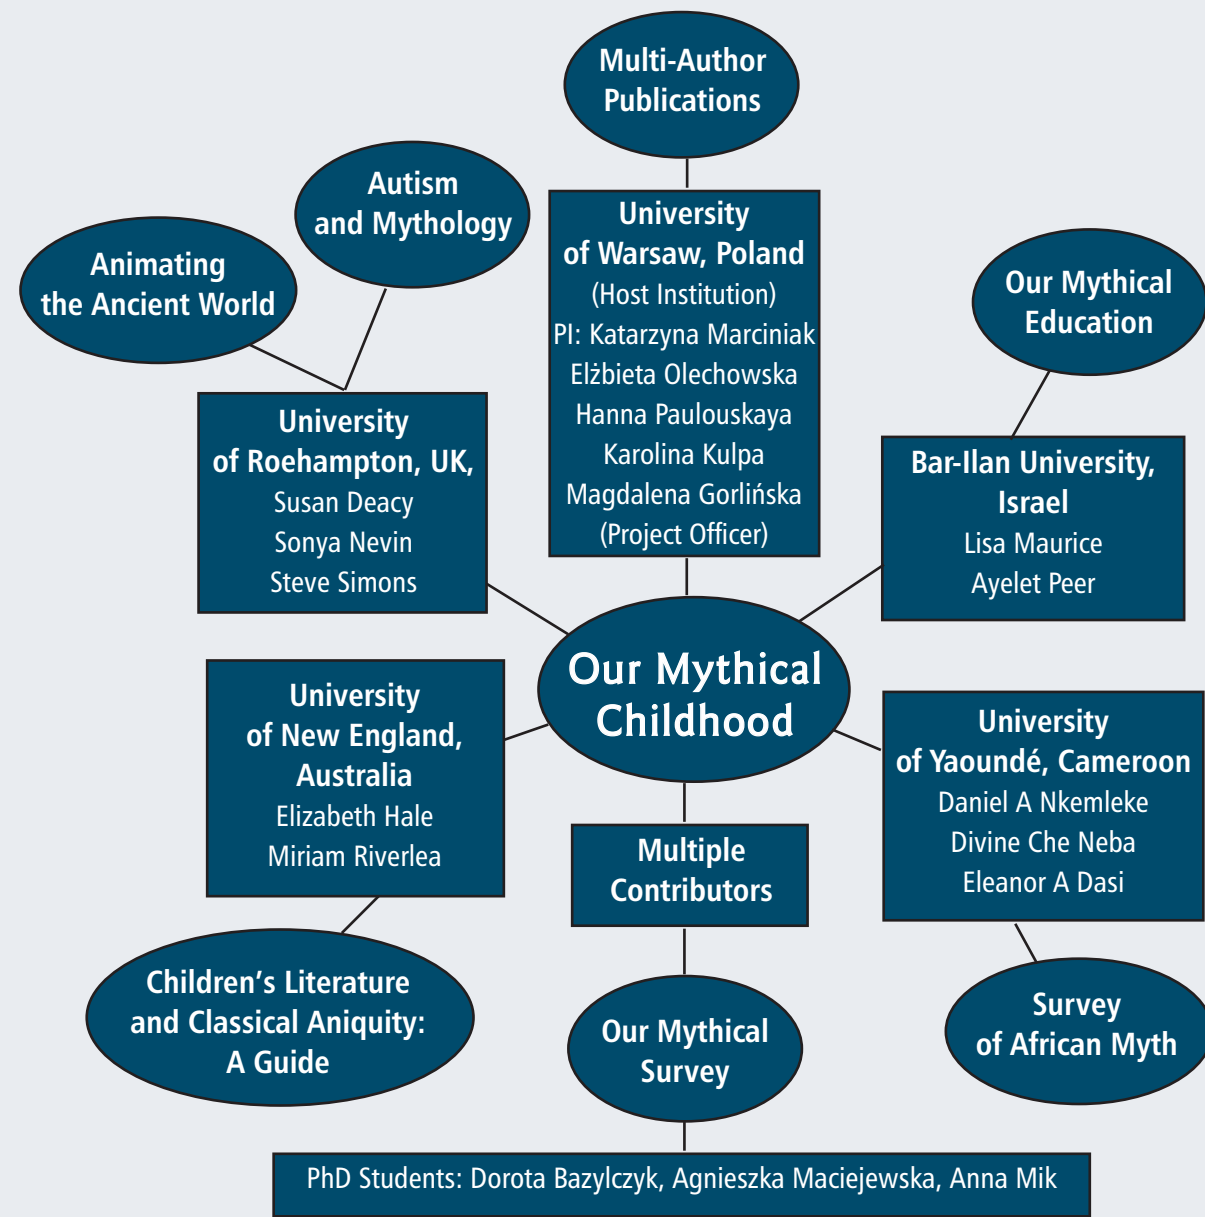 Multi-Author
Publications
Autism
and Mythology
Animating
the Ancient World
University
of Warsaw, Poland
(Host Institution)
PI: Katarzyna Marciniak
Elżbieta Olechowska
Hanna Paulouskaya
Karolina Kulpa
Magdalena Gorlińska
(Project Officer)
Our Mythical
Education
University
of Roehampton, UK,
Susan Deacy
Sonya Nevin
Steve Simons
Bar-Ilan University,
Israel
Lisa Maurice
Ayelet Peer
Our Mythical
Childhood
University
of New England,
Australia
Elizabeth Hale
Miriam Riverlea
University
of Yaoundé, Cameroon
Daniel A Nkemleke
Divine Che Neba
Eleanor A Dasi
Multiple
Contributors
Children's Literature
and Classical Aniquity:
A Guide
Our Mythical
Survey
Survey
of African Myth
PhD Students: Dorota Bazylczyk, Agnieszka Maciejewska, Anna Mik